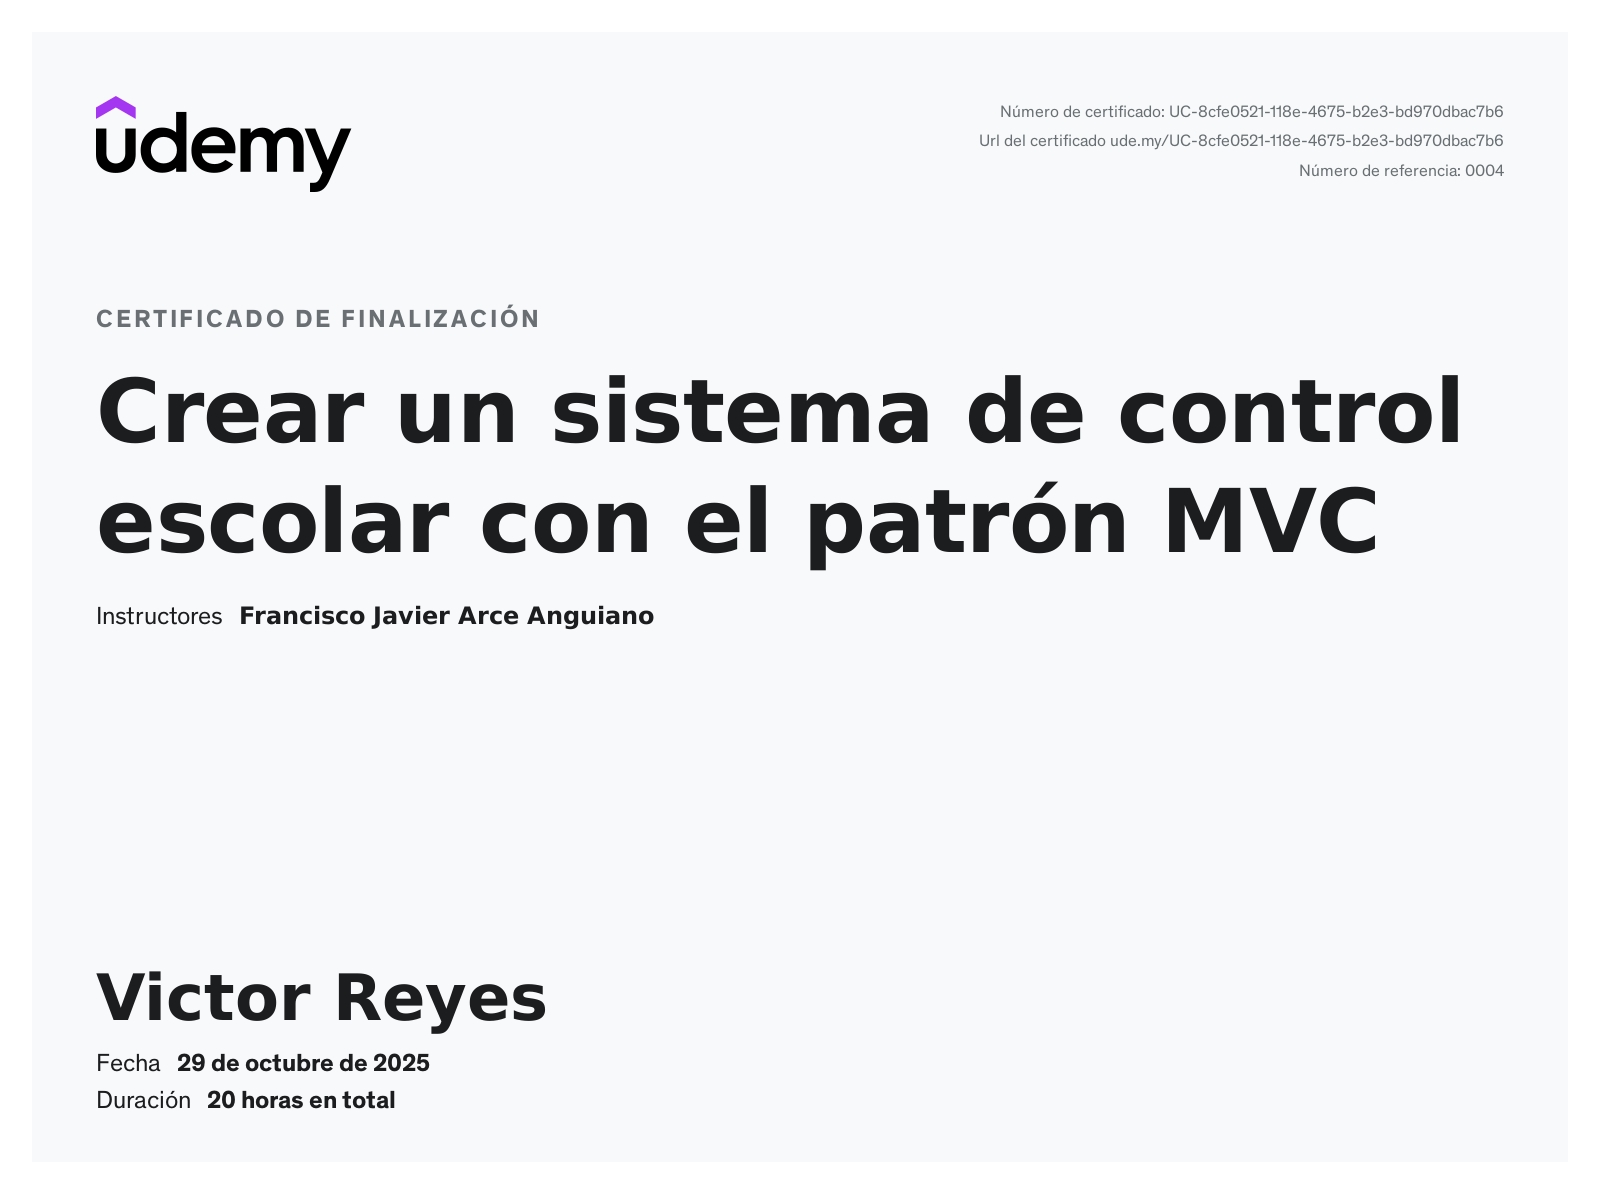 udemy
Número de certificado: UC-8cfe0521-118e-4675-b2e3-bd970dbac7b6
Url del certificado ude.my/UC-8cfe0521-118e-4675-b2e3-bd970dbac7b6
Número de referencia: 0004
CERTIFICADO DE FINALIZACIÓN
Crear un sistema de control
escolar con el patrón MVC
Instructores Francisco Javier Arce Anguiano
Victor Reyes
Fecha 29 de octubre de 2025
Duración 20 horas en total